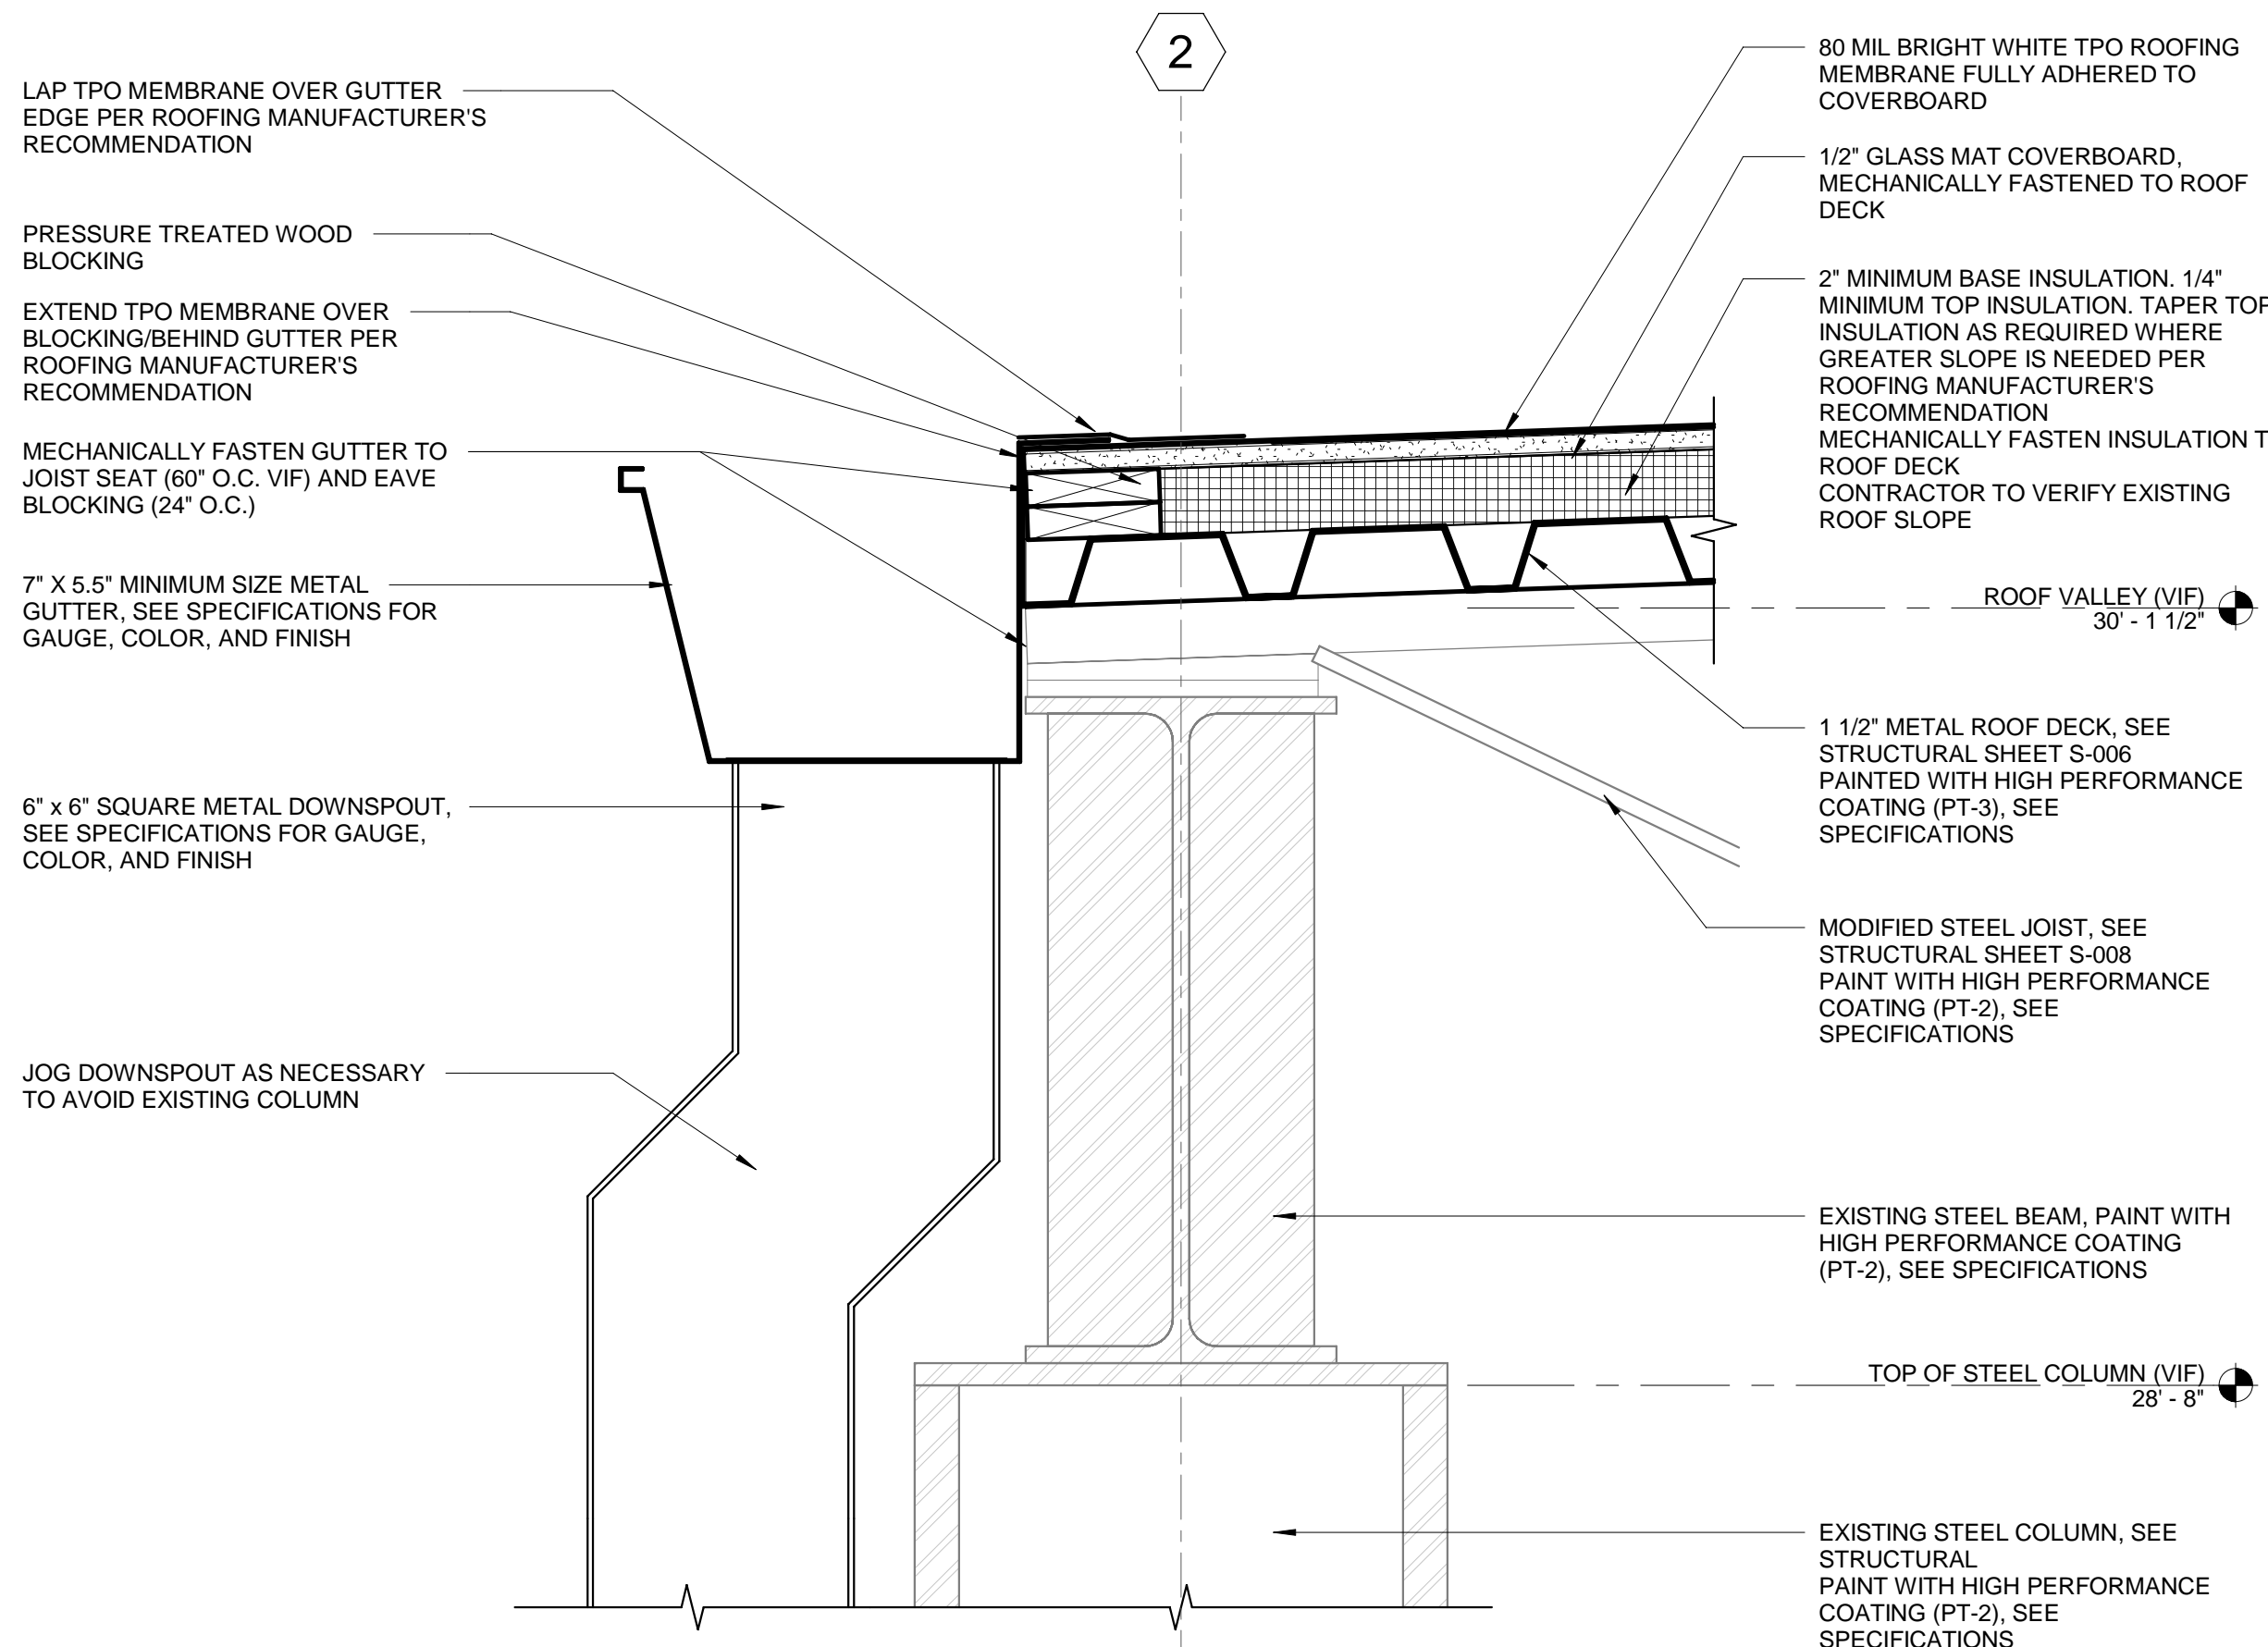 2
LAP TPO MEMBRANE OVER GUTTER
EDGE PER ROOFING MANUFACTURER'S
RECOMMENDATION
PRESSURE TREATED WOOD
BLOCKING
EXTEND TPO MEMBRANE OVER
BLOCKING/BEHIND GUTTER PER
ROOFING MANUFACTURER'S
RECOMMENDATION
MECHANICALLY FASTEN GUTTER TO
JOIST SEAT (60" O.C. VIF) AND EAVE
BLOCKING (24" O.C.)
7" X 5.5" MINIMUM SIZE METAL
GUTTER, SEE SPECIFICATIONS FOR
GAUGE, COLOR, AND FINISH
6" x 6" SQUARE METAL DOWNSPOUT,
SEE SPECIFICATIONS FOR GAUGE,
COLOR, AND FINISH
JOG DOWNSPOUT AS NECESSARY
TO AVOID EXISTING COLUMN
80 MIL BRIGHT WHITE TPO ROOFING
MEMBRANE FULLY ADHERED TO
COVERBOARD
1/2" GLASS MAT COVERBOARD,
MECHANICALLY FASTENED TO ROOF
DECK
2" MINIMUM BASE INSULATION. 1/4"
MINIMUM TOP INSULATION. TAPER TOP
INSULATION AS REQUIRED WHERE
GREATER SLOPE IS NEEDED PER
ROOFING MANUFACTURER'S
RECOMMENDATION
MECHANICALLY FASTEN INSULATION T
ROOF DECK
CONTRACTOR TO VERIFY EXISTING
ROOF SLOPE
ROOF VALLEY (VIF)
30' - 1 1/2"
1 1/2" METAL ROOF DECK, SEE
STRUCTURAL SHEET S-006
PAINTED WITH HIGH PERFORMANCE
COATING (PT-3), SEE
SPECIFICATIONS
MODIFIED STEEL JOIST, SEE
STRUCTURAL SHEET S-008
PAINT WITH HIGH PERFORMANCE
COATING (PT-2), SEE
SPECIFICATIONS
EXISTING STEEL BEAM, PAINT WITH
HIGH PERFORMANCE COATING
(PT-2), SEE SPECIFICATIONS
TOP OF STEEL COLUMN (VIF)
28' - 8"
EXISTING STEEL COLUMN, SEE
STRUCTURAL
PAINT WITH HIGH PERFORMANCE
COATING (PT-2), SEE
SPECIFICATIONS